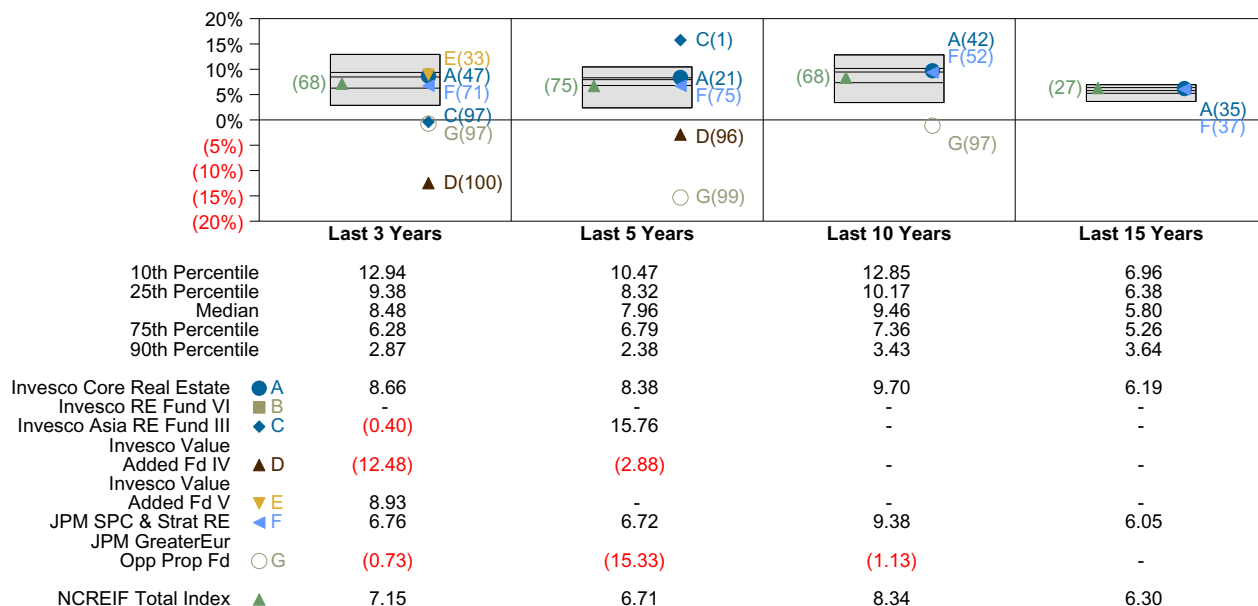 20%
15%
10%
5%
0%
(5%)
(10%)
(15%)
(20%)
(68)
E(33)
A(47)
F(71)
C(97)
G(97)
D(100)
(75)
C(1)
A(21)
F(75)
D(96)
G(99)
(68)
A(42)
F(52)
G(97)
(27)
A(35)
F(37)
Last 3 Years Last 5 Years Last 10 Years Last 15 Years
10th Percentile 12.94 10.47 12.85 6.96
25th Percentile 9.38 8.32 10.17 6.38
Median 8.48 7.96 9.46 5.80
75th Percentile 6.28 6.79 7.36 5.26
90th Percentile 2.87 2.38 3.43 3.64
Invesco Core Real Estate A 8.66 8.38 9.70 6.19
Invesco RE Fund VI B - - - -
Invesco Asia RE Fund III C (0.40) 15.76 - -
Invesco Value
Added Fd IV D (12.48) (2.88) - -
Invesco Value
Added Fd V E 8.93 - - -
JPM SPC & Strat RE F 6.76 6.72 9.38 6.05
JPM GreaterEur
Opp Prop Fd G (0.73) (15.33) (1.13) -
NCREIF Total Index 7.15 6.71 8.34 6.30